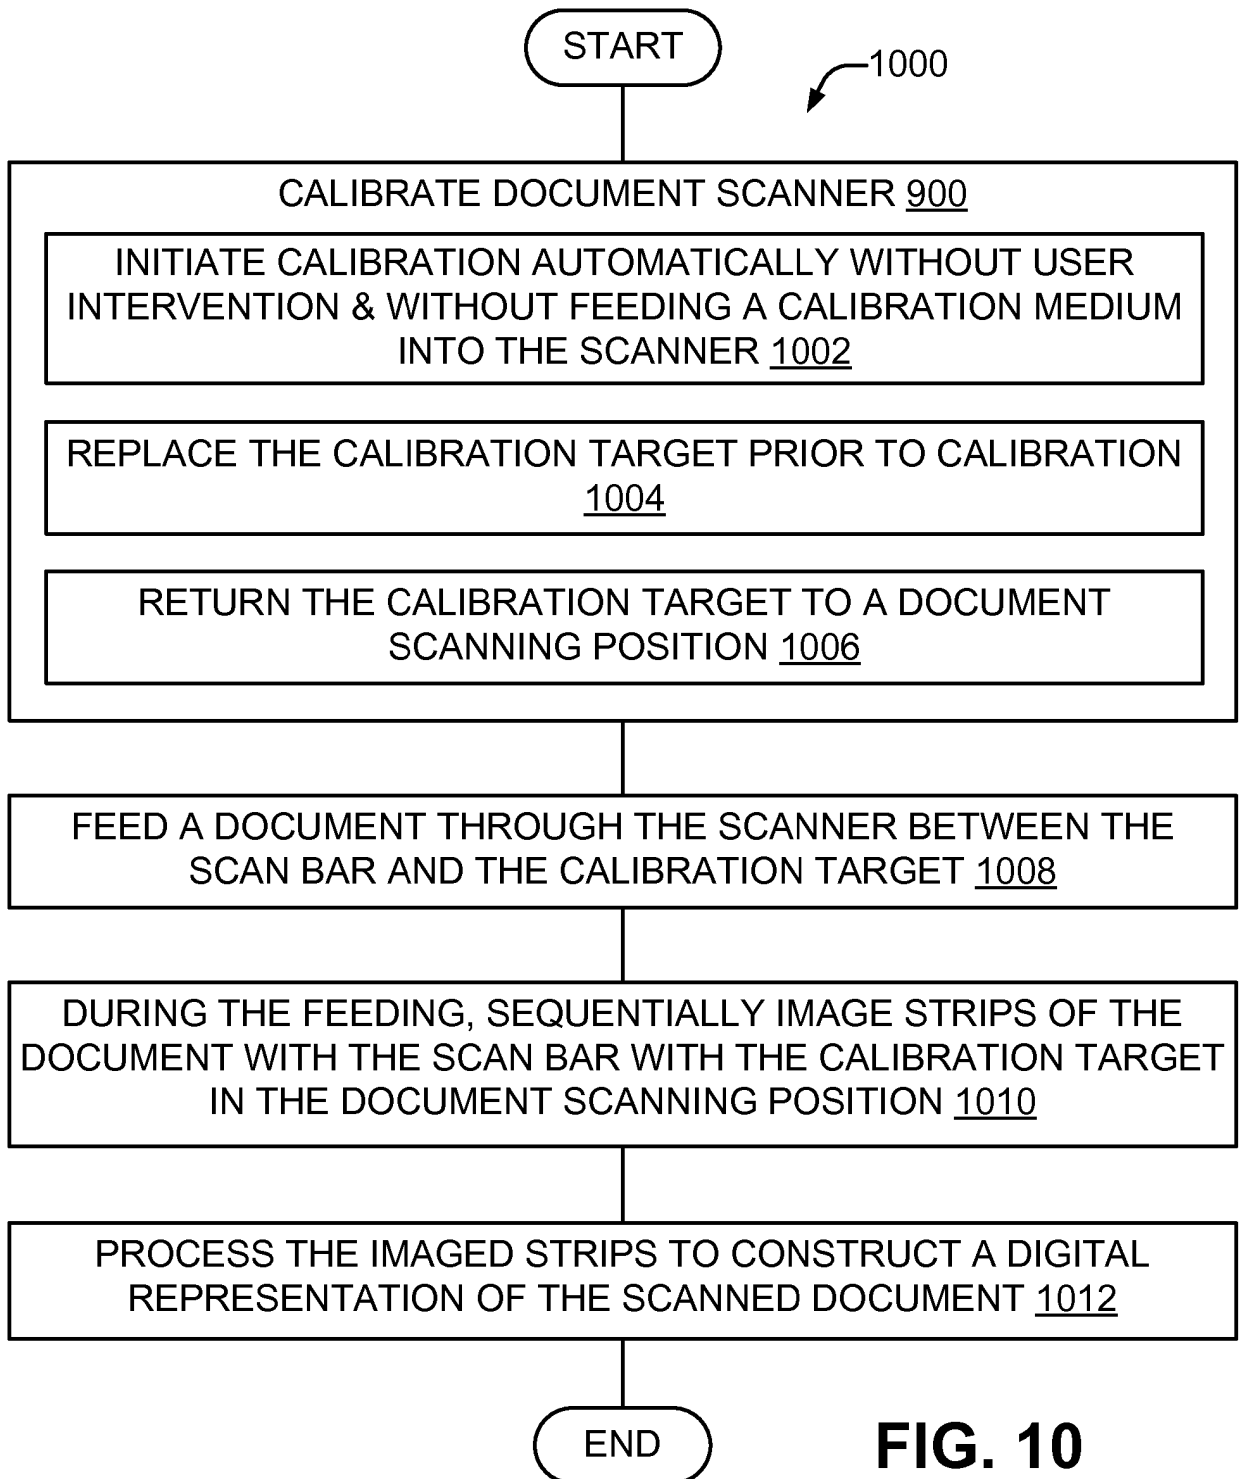 START
1000
CALIBRATE DOCUMENT SCANNER 900
INITIATE CALIBRATION AUTOMATICALLY WITHOUT USER
INTERVENTION & WITHOUT FEEDING A CALIBRATION MEDIUM
INTO THE SCANNER 1002
REPLACE THE CALIBRATION TARGET PRIOR TO CALIBRATION
1004
RETURN THE CALIBRATION TARGET TO A DOCUMENT
SCANNING POSITION 1006
FEED A DOCUMENT THROUGH THE SCANNER BETWEEN THE
SCAN BAR AND THE CALIBRATION TARGET 1008
DURING THE FEEDING, SEQUENTIALLY IMAGE STRIPS OF THE
DOCUMENT WITH THE SCAN BAR WITH THE CALIBRATION TARGET
IN THE DOCUMENT SCANNING POSITION 1010
PROCESS THE IMAGED STRIPS TO CONSTRUCT A DIGITAL
REPRESENTATION OF THE SCANNED DOCUMENT 1012
END
FIG. 10